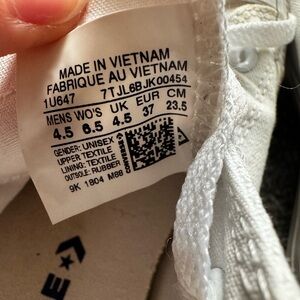 MADE IN VIETNAM
FABRIQUE AU VIETNAM
1U647 7TJL6BJK00454
MENS WO'S UK EUR CM
4.5 6.5 4.5 37 23.5
GENDER: UNISEX
UPPER: TEXTILE
LINING: TEXTILE
OUTSOLE: RUBBER
9K 1804 M88
E